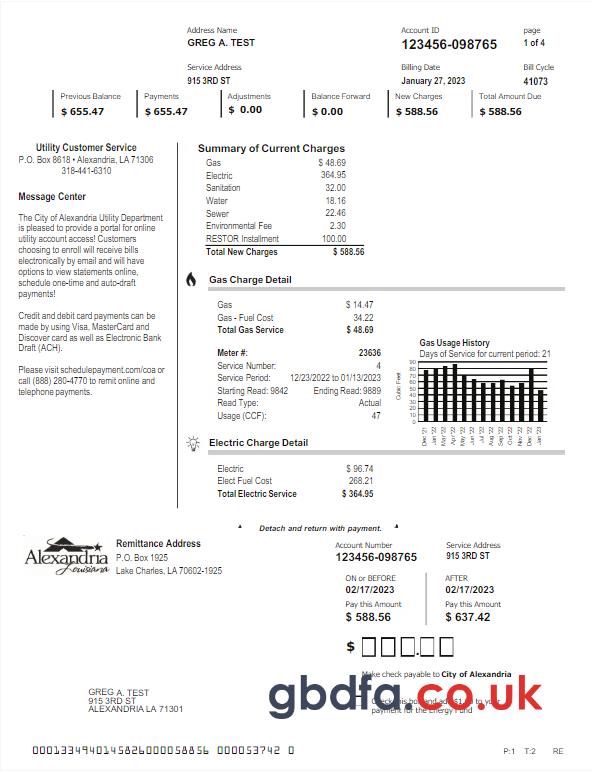 Address Name
GREG A. TEST
Account ID
123456-098765
page
1 of 4
Service Address
915 3RD ST
Billing Date
January 27, 2023
Bill Cycle
41073
Previous Balance
$ 655.47
Payments
$ 655.47
Adjustments
$ 0.00
Balance Forward
$ 0.00
New Charges
$ 588.56
Total Amount Due
$ 588.56
Utility Customer Service
P.O. Box 8618 • Alexandria, LA 71306
318-441-6310
Message Center
The City of Alexandria Utility Department
is pleased to provide a portal for online
utility account access! Customers
choosing to enroll will receive bills
electronically by email and will have
options to view statements online,
schedule one-time and auto-draft
payments!
Credit and debit card payments can be
made by using Visa, MasterCard and
Discover card as well as Electronic Bank
Draft (ACH).
Please visit schedulepayment.com/coa or
call (888) 280-4770 to remit online and
telephone payments.
Summary of Current Charges
Gas $ 48.69
Electric 364.95
Sanitation 32.00
Water 18.16
Sewer 22.46
Environmental Fee 2.30
RESTOR Installment 100.00
Total New Charges $ 588.56
Gas Charge Detail
Gas $ 14.47
Gas - Fuel Cost 34.22
Total Gas Service $ 48.69
Meter #: 23636
Service Number: 4
Service Period: 12/23/2022 to 01/13/2023
Starting Read: 9842 Ending Read: 9889
Read Type: Actual
Usage (CCF): 47
Gas Usage History
Days of Service for current period: 21
Cubic Feet
90
80
70
60
50
40
30
20
10
0
Dec '21
Jan '22
Mar '22
Apr '22
May '22
Jun '22
Jul '22
Aug '22
Sep '22
Oct '22
Nov '22
Dec '22
Jan '23
Electric Charge Detail
Electric $ 96.74
Elect Fuel Cost 268.21
Total Electric Service $ 364.95
Detach and return with payment.
Alexandria
Louisiana
Remittance Address
P.O. Box 1925
Lake Charles, LA 70602-1925
Account Number
123456-098765
Service Address
915 3RD ST
ON or BEFORE
02/17/2023
Pay this Amount
$ 588.56
AFTER
02/17/2023
Pay this Amount
$ 637.42
$ .
Make check payable to City of Alexandria
gbdfa.co.uk
Check this box and add $1.00 to your
payment for the Energy Fund
GREG A. TEST
915 3RD ST
ALEXANDRIA LA 71301
0001334940145826000058856 000053742 0
P:1 T:2 RE